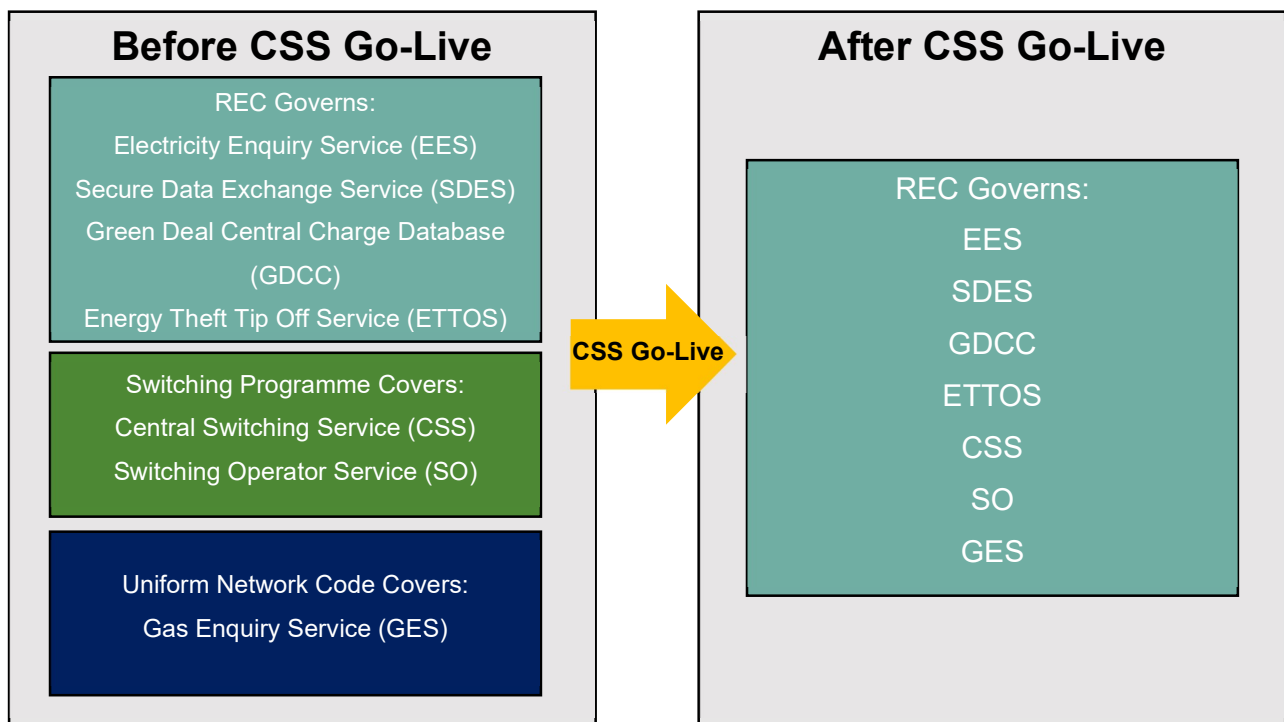 Before CSS Go-Live
REC Governs:
Electricity Enquiry Service (EES)
Secure Data Exchange Service (SDES)
Green Deal Central Charge Database
(GDCC)
Energy Theft Tip Off Service (ETTOS)
Switching Programme Covers:
Central Switching Service (CSS)
Switching Operator Service (SO)
Uniform Network Code Covers:
Gas Enquiry Service (GES)
CSS Go-Live
After CSS Go-Live
REC Governs:
EES
SDES
GDCC
ETTOS
CSS
SO
GES